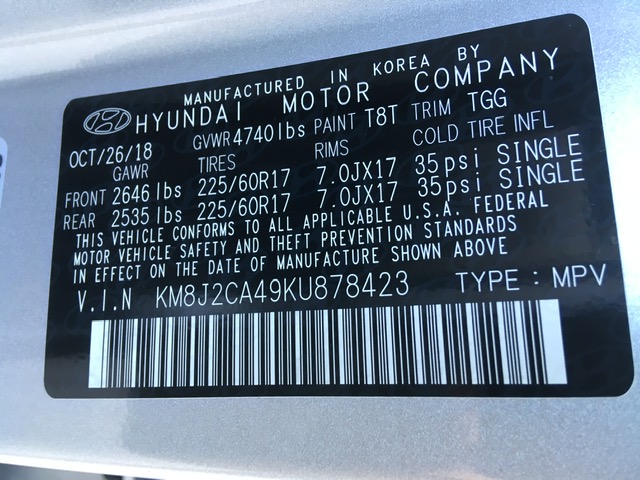 MANUFACTURED IN KOREA BY
HYUNDAI MOTOR COMPANY
OCT/26/18 GVWR 4740lbs PAINT T8T TRIM TGG
GAWR TIRES RIMS COLD TIRE INFL
FRONT 2646 lbs 225/60R17 7.0JX17 35psi SINGLE
REAR 2535 lbs 225/60R17 7.0JX17 35psi SINGLE
THIS VEHICLE CONFORMS TO ALL APPLICABLE U.S.A. FEDERAL
MOTOR VEHICLE SAFETY AND THEFT PREVENTION STANDARDS
IN EFFECT ON THE DATE OF MANUFACTURE SHOWN ABOVE
V.I.N KM8J2CA49KU878423 TYPE : MPV